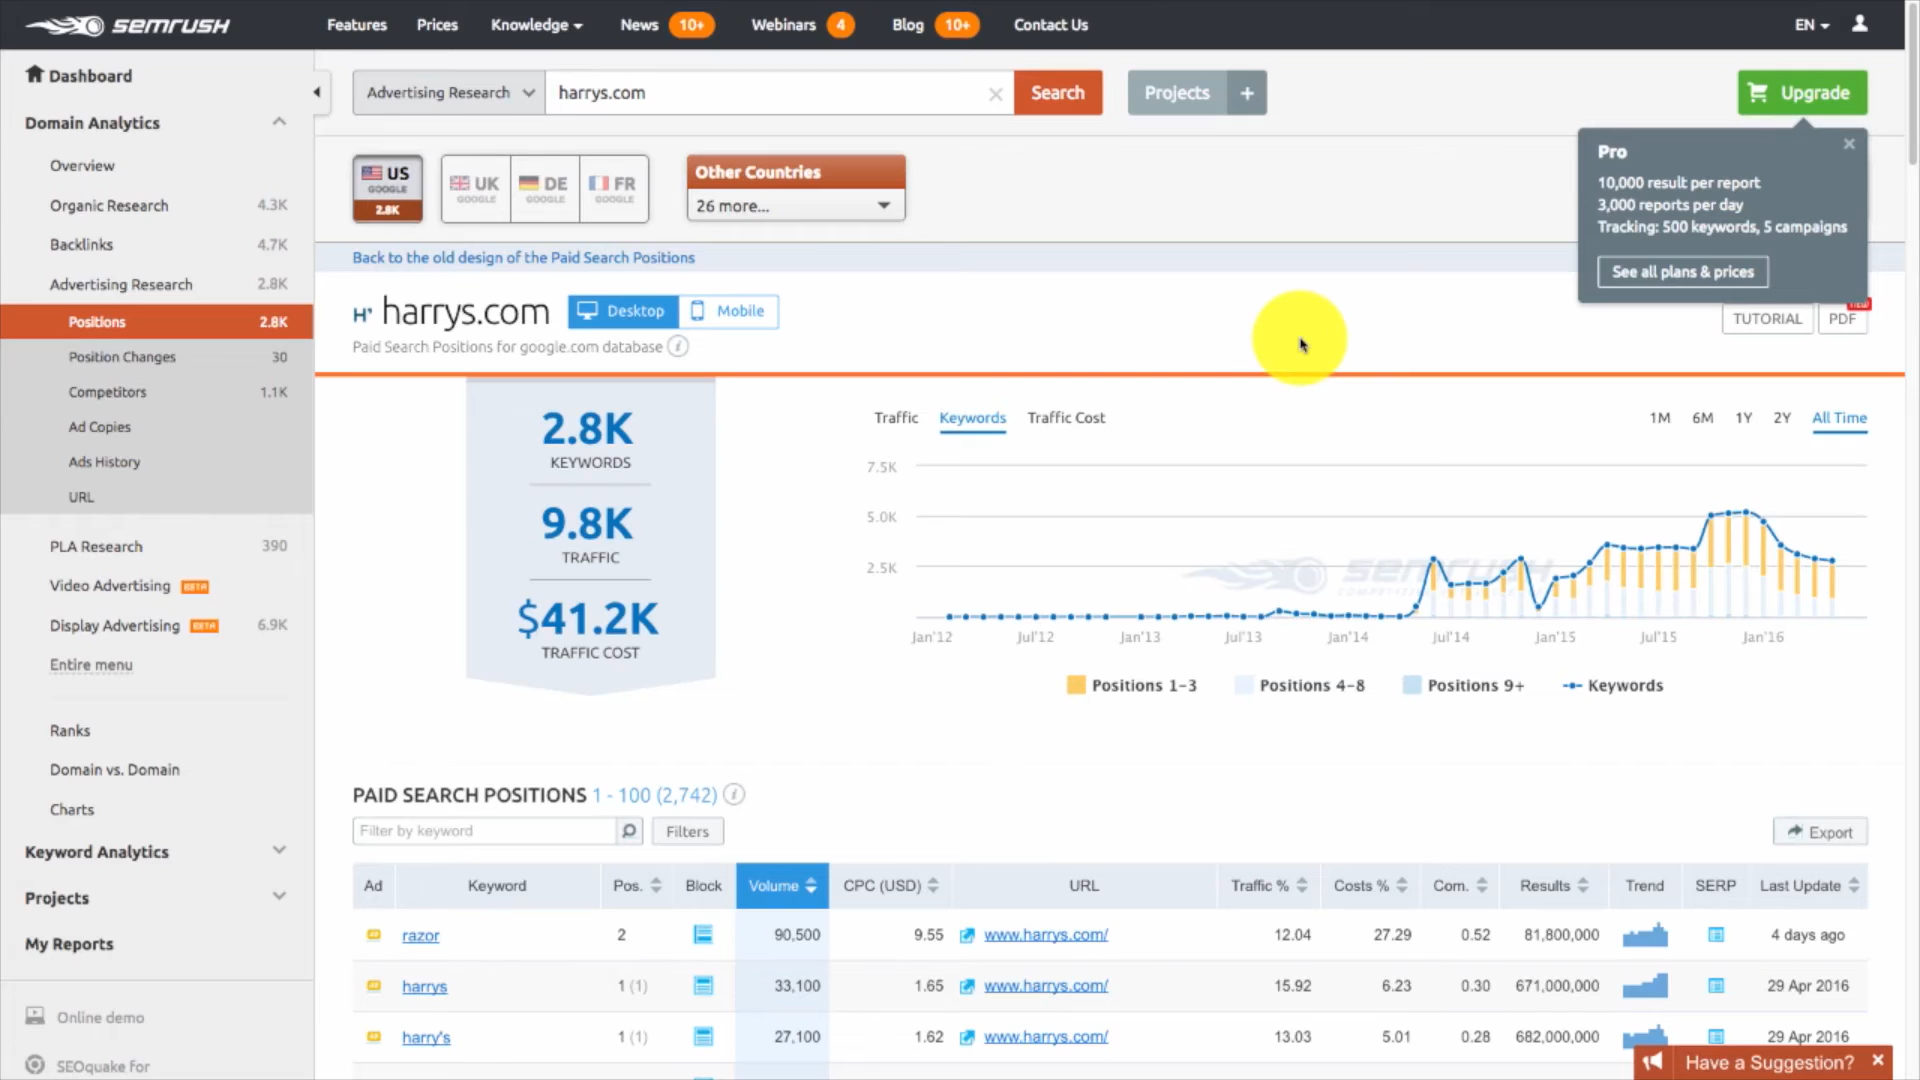 SEMRUSH
Features Prices Knowledge News 10+ Webinars 4 Blog 10+ Contact Us EN
Dashboard
Domain Analytics
Overview
Organic Research 4.3K
Backlinks 4.7K
Advertising Research 2.8K
Positions 2.8K
Position Changes 30
Competitors 1.1K
Ad Copies
Ads History
URL
PLA Research 390
Video Advertising BETA
Display Advertising BETA 6.9K
Entire menu
Ranks
Domain vs. Domain
Charts
Keyword Analytics
Projects
My Reports
Online demo
SEOquake for
Advertising Research harrys.com Search Projects + Upgrade
Pro
10,000 result per report
3,000 reports per day
Tracking: 500 keywords, 5 campaigns
See all plans & prices
US GOOGLE 2.8K
UK GOOGLE
DE GOOGLE
FR GOOGLE
Other Countries
26 more...
Back to the old design of the Paid Search Positions
H' harrys.com Desktop Mobile
Paid Search Positions for google.com database i
TUTORIAL PDF NEW
2.8K
KEYWORDS
9.8K
TRAFFIC
$41.2K
TRAFFIC COST
Traffic Keywords Traffic Cost 1M 6M 1Y 2Y All Time
7.5K
5.0K
2.5K
SEMRUSH
Jan'12 Jul'12 Jan'13 Jul'13 Jan'14 Jul'14 Jan'15 Jul'15 Jan'16
Positions 1-3 Positions 4-8 Positions 9+ Keywords
PAID SEARCH POSITIONS 1 - 100 (2,742) i
Filter by keyword Filters Export
Ad Keyword Pos. Block Volume CPC (USD) URL Traffic % Costs % Com. Results Trend SERP Last Update
razor 2 90,500 9.55 www.harrys.com/ 12.04 27.29 0.52 81,800,000 4 days ago
harrys 1 (1) 33,100 1.65 www.harrys.com/ 15.92 6.23 0.30 671,000,000 29 Apr 2016
harry's 1 (1) 27,100 1.62 www.harrys.com/ 13.03 5.01 0.28 682,000,000 29 Apr 2016
Have a Suggestion? ×